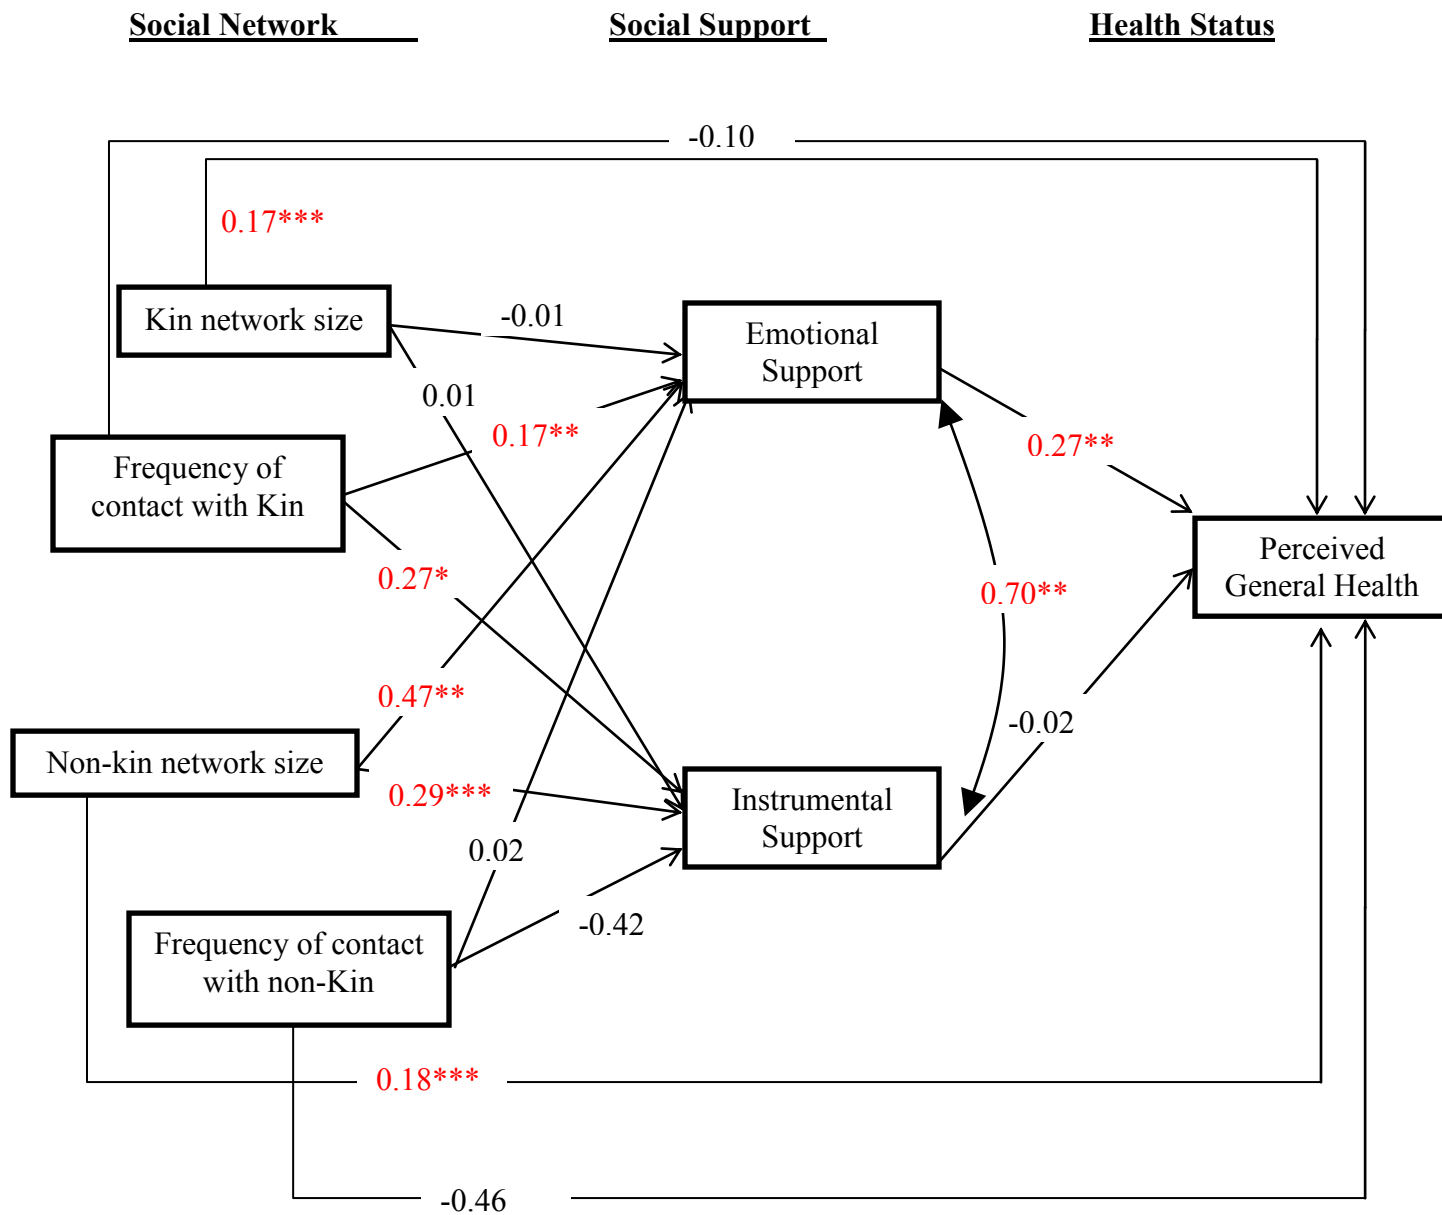 Social Network
Social Support
Health Status
-0.10
0.17***
Kin network size
-0.01
Emotional
Support
0.01
0.17**
0.27**
Frequency of
contact with Kin
0.27*
0.70**
Perceived
General Health
0.47**
-0.02
Non-kin network size
0.29***
Instrumental
Support
0.02
-0.42
Frequency of contact
with non-Kin
0.18***
-0.46